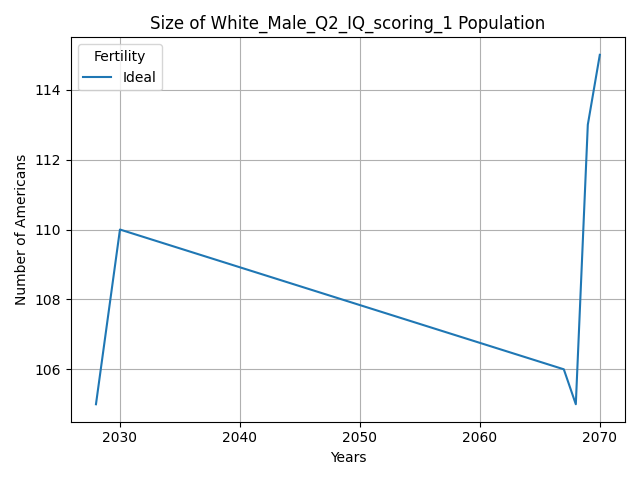 Size of White_Male_Q2_IQ_scoring_1 Population
Fertility
Ideal
Number of Americans
114
112
110
108
106
2030 2040 2050 2060 2070
Years